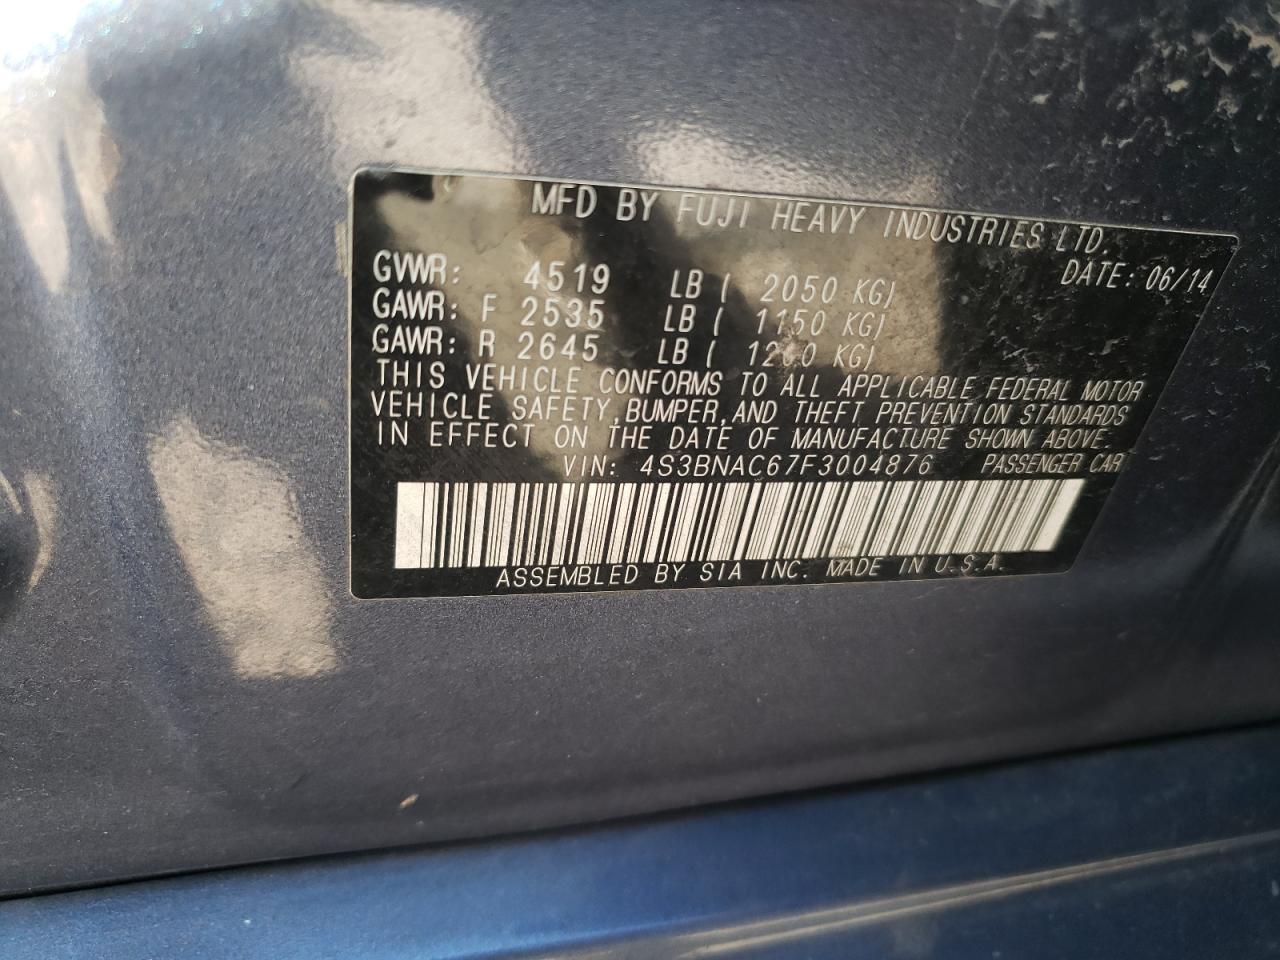 MFD BY FUJI HEAVY INDUSTRIES LTD.
DATE: 06/14
GVWR: 4519 LB ( 2050 KG)
GAWR: F 2535 LB ( 1150 KG)
GAWR: R 2645 LB ( KG)
THIS VEHICLE CONFORMS TO ALL APPLICABLE FEDERAL MOTOR
VEHICLE SAFETY, BUMPER, AND THEFT PREVENTION STANDARDS
IN EFFECT ON THE DATE OF MANUFACTURE SHOWN ABOVE.
VIN: 4S3BNAC67F3004876 PASSENGER CAR
ASSEMBLED BY SIA INC. MADE IN U.S.A.